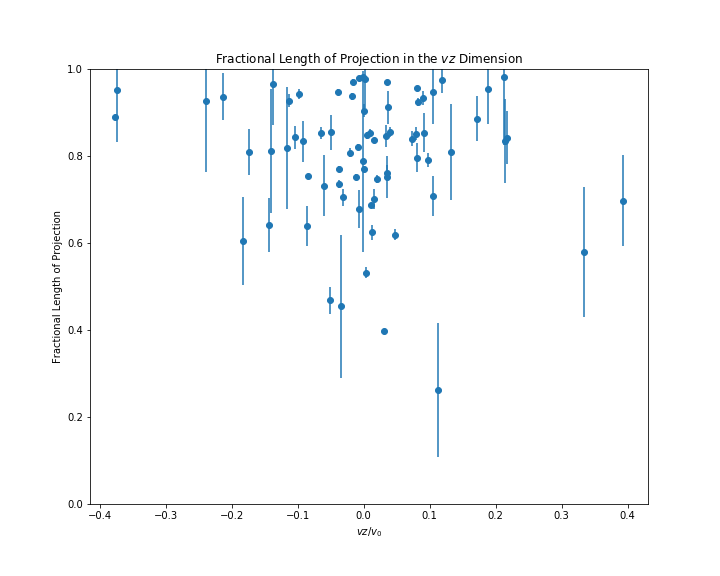 Fractional Length of Projection in the vz Dimension
1.0
0.8
0.6
0.4
0.2
0.0
Fractional Length of Projection
−0.4 −0.3 −0.2 −0.1 0.0 0.1 0.2 0.3 0.4
vz/v₀